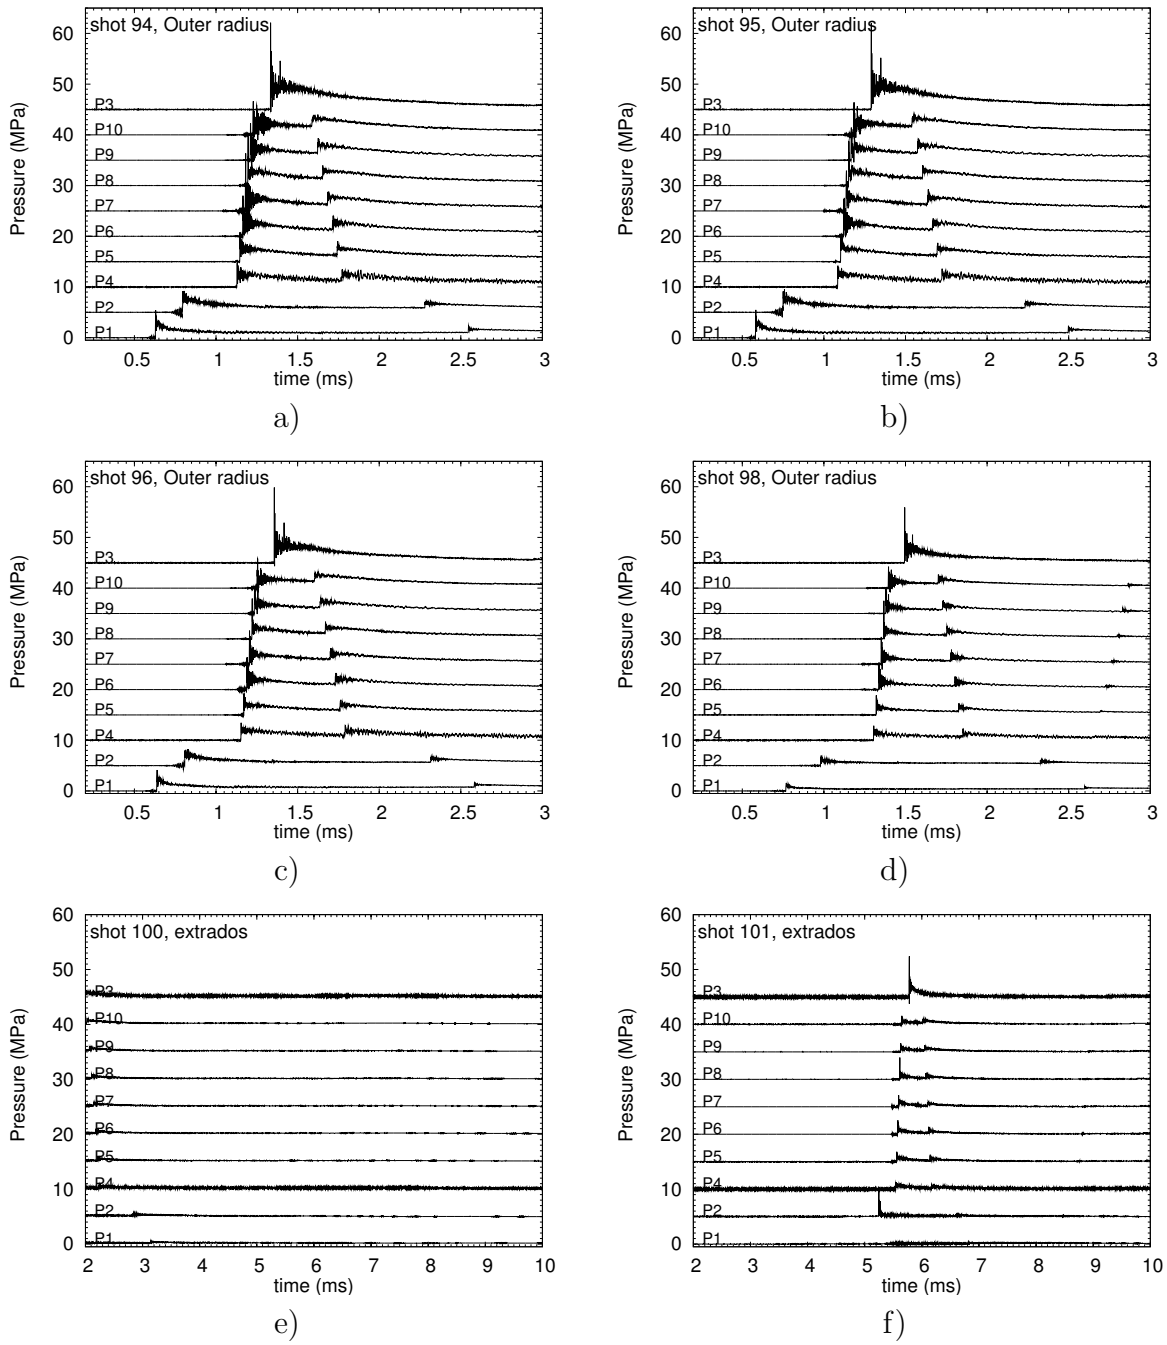 shot 94, Outer radius
Pressure (MPa)
60
50
40
30
20
10
0
P3
P10
P9
P8
P7
P6
P5
P4
P2
P1
0.5 1 1.5 2 2.5 3
time (ms)
a)
shot 95, Outer radius
Pressure (MPa)
60
50
40
30
20
10
0
P3
P10
P9
P8
P7
P6
P5
P4
P2
P1
0.5 1 1.5 2 2.5 3
time (ms)
b)
shot 96, Outer radius
Pressure (MPa)
60
50
40
30
20
10
0
P3
P10
P9
P8
P7
P6
P5
P4
P2
P1
0.5 1 1.5 2 2.5 3
time (ms)
c)
shot 98, Outer radius
Pressure (MPa)
60
50
40
30
20
10
0
P3
P10
P9
P8
P7
P6
P5
P4
P2
P1
0.5 1 1.5 2 2.5 3
time (ms)
d)
shot 100, extrados
Pressure (MPa)
60
50
40
30
20
10
0
P3
P10
P9
P8
P7
P6
P5
P4
P2
P1
2 3 4 5 6 7 8 9 10
time (ms)
e)
shot 101, extrados
Pressure (MPa)
60
50
40
30
20
10
0
P3
P10
P9
P8
P7
P6
P5
P4
P2
P1
2 3 4 5 6 7 8 9 10
time (ms)
f)